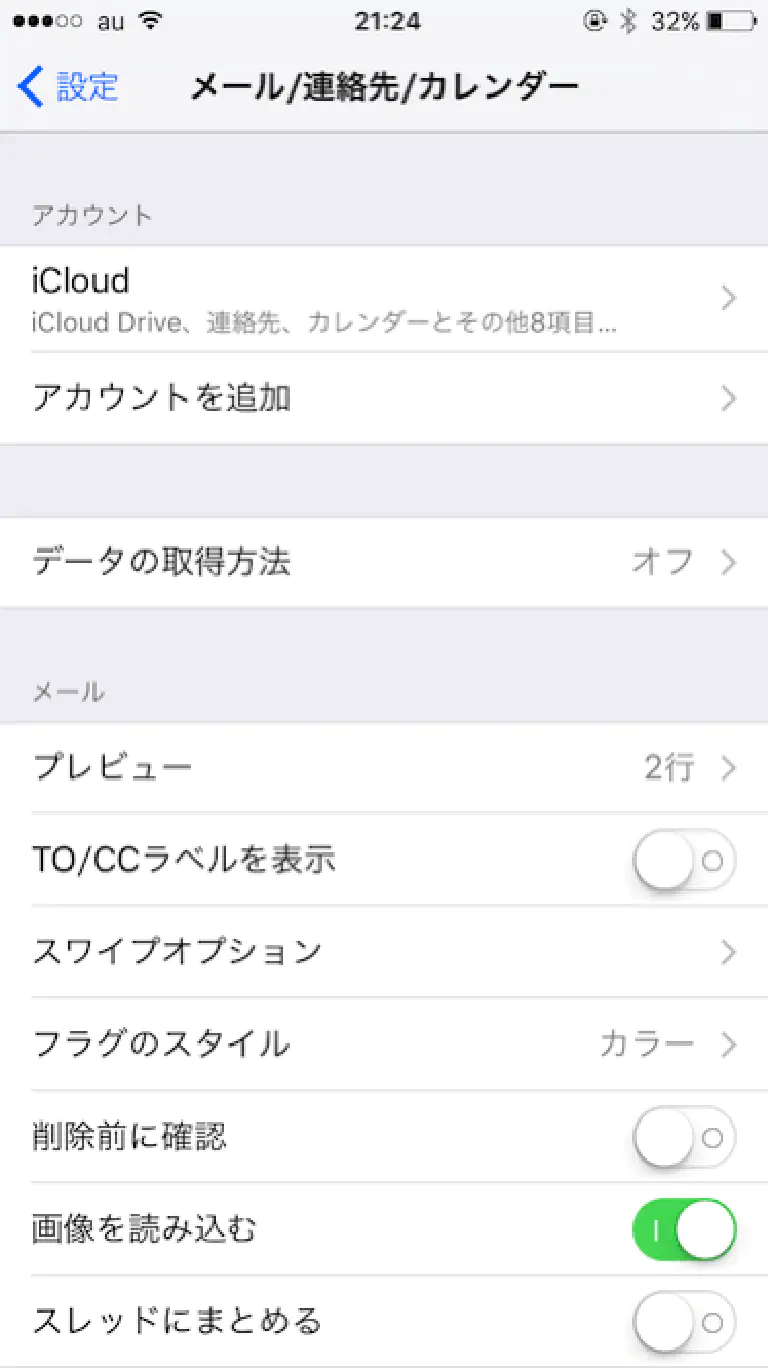 au 21:24 32%
設定 メール/連絡先/カレンダー
アカウント
iCloud
iCloud Drive、連絡先、カレンダーとその他8項目...
アカウントを追加
データの取得方法 オフ
メール
プレビュー 2行
TO/CCラベルを表示
スワイプオプション
フラグのスタイル カラー
削除前に確認
画像を読み込む
スレッドにまとめる